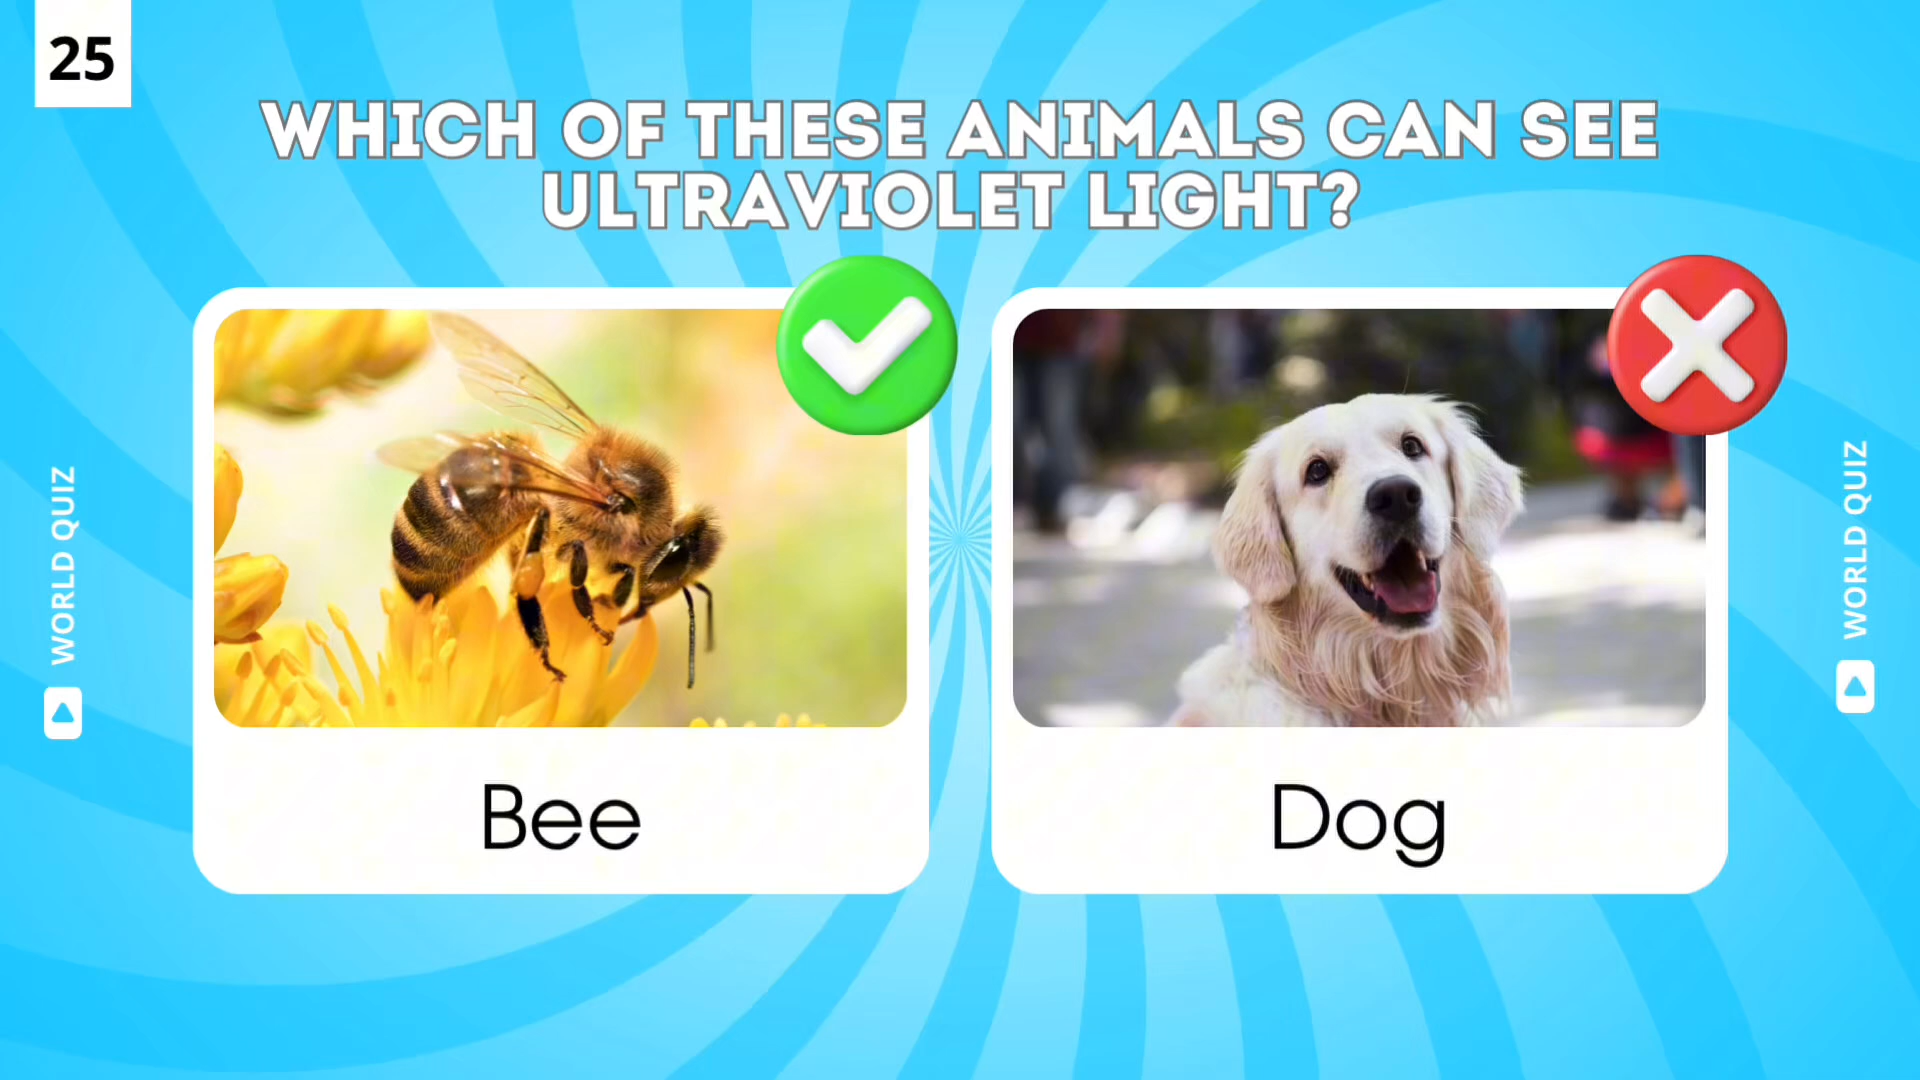 25
WHICH OF THESE ANIMALS CAN SEE
ULTRAVIOLET LIGHT?
WORLD QUIZ
WORLD QUIZ
Bee
Dog